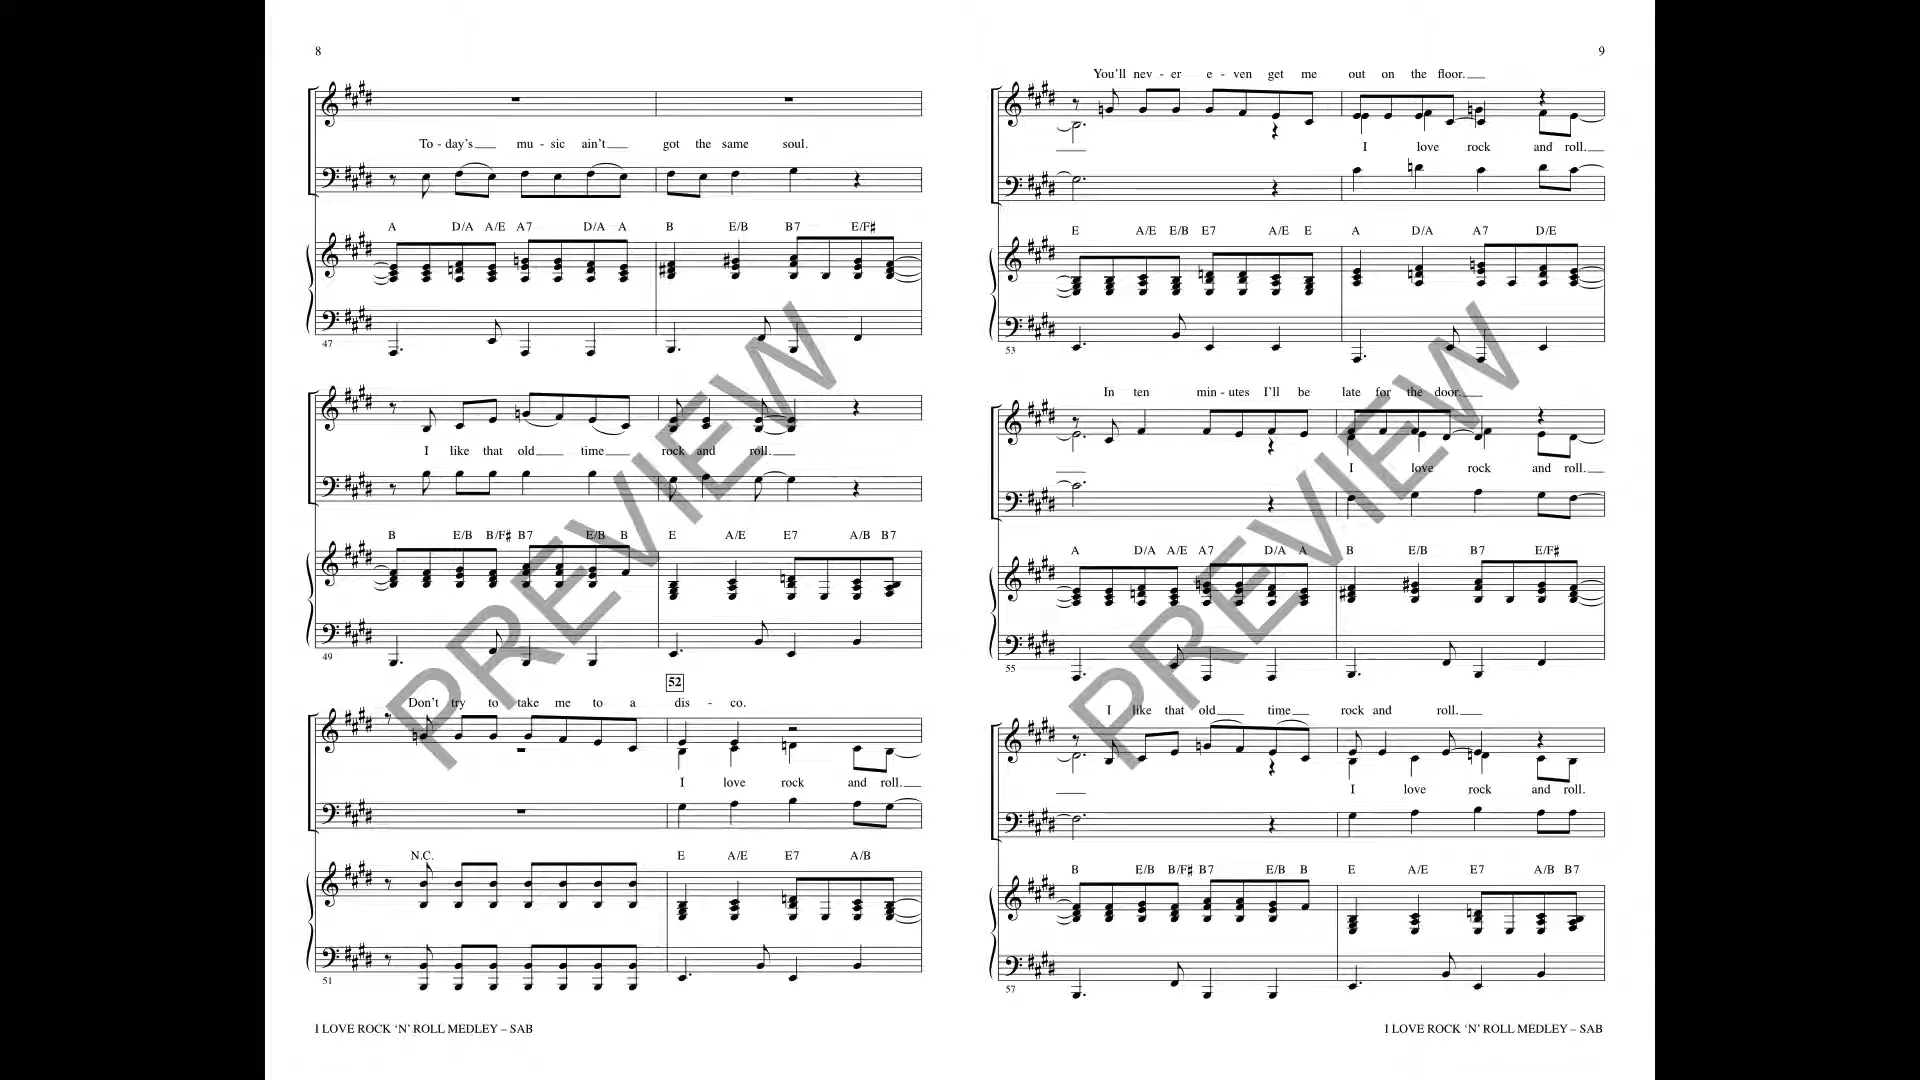 8
To - day's mu - sic ain't got the same soul.
A D/A A/E A7 D/A A B E/B B7 E/F♯
47
I like that old time rock and roll.
B E/B B/F♯ B7 E/B B E A/E E7 A/B B7
49
52
Don't try to take me to a dis - co.
I love rock and roll.
N.C. E A/E E7 A/B
51
I LOVE ROCK 'N' ROLL MEDLEY – SAB
9
You'll nev - er e - ven get me out on the floor.
I love rock and roll.
E A/E E/B E7 A/E E A D/A A7 D/E
53
In ten min - utes I'll be late for the door.
I love rock and roll.
A D/A A/E A7 D/A A B E/B B7 E/F♯
55
I like that old time rock and roll.
I love rock and roll.
B E/B B/F♯ B7 E/B B E A/E E7 A/B B7
57
I LOVE ROCK 'N' ROLL MEDLEY – SAB
PREVIEW
PREVIEW